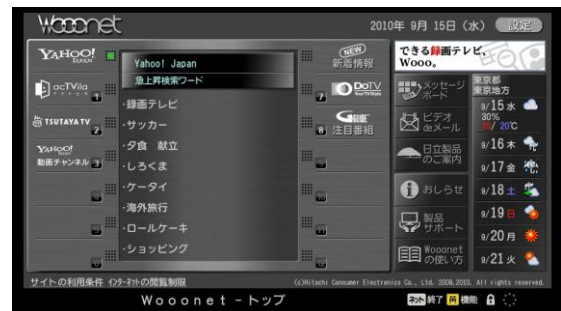 Wooonet
2010年 9月 15日 (水)
設定
YAHOO!
JAPAN
acTVila
1
TSUTAYA TV
2
YAHOO!
動画チャンネル 3
Yahoo! Japan
急上昇検索ワード
・録画テレビ
・サッカー
・夕食 献立
・しろくま
・ケータイ
・海外旅行
・ロールケーキ
・ショッピング
NEW
新着情報
DoTV
7
G-GUIDE
8 注目番組
できる録画テレビ、
Wooo。
メッセージ
ボード
ビデオ
deメール
日立製品
のご案内
おしらせ
製品
サポート
Wooonet
の使い方
東京都
東京地方
9/15 水
30%
/ 20℃
9/16 木
9/17 金
9/18 土
9/19 日
9/20 月
9/21 火
サイトの利用条件 インターネットの閲覧制限
(c)Hitachi Consumer Electronics Co., Ltd. 2009,2010. All rights reserved.
Wooonet - トップ
ネット 終了 黄 機能